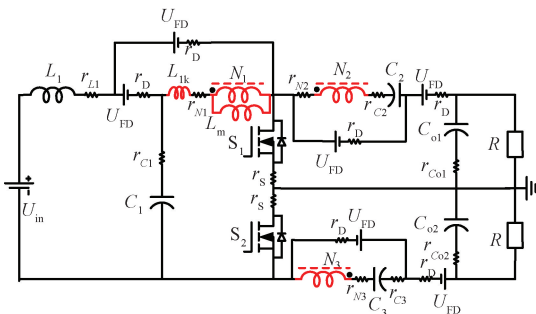 U_FD
r_D
L_1
r_L1
U_FD
r_D
L_1k
r_N1
N_1
L_m
r_N2
N_2
r_C2
C_2
U_FD
r_D
r_D
U_FD
C_o1
r_Co1
R
S_1
r_S
r_S
r_C1
C_1
U_in
+
S_2
C_o2
r_Co2
R
r_D
U_FD
N_3
r_N3
C_3
r_C3
r_D
U_FD